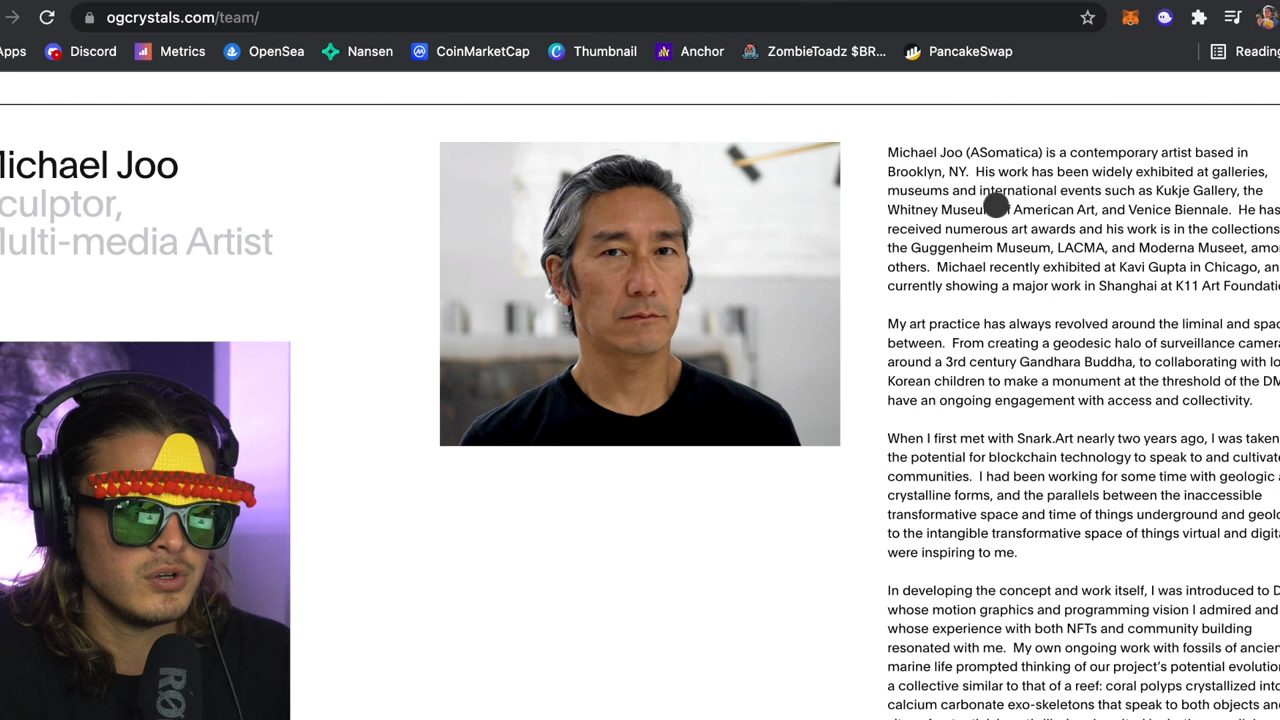 ogcrystals.com/team/
Apps Discord Metrics OpenSea Nansen CoinMarketCap Thumbnail Anchor ZombieToadz $BR... PancakeSwap Reading
Michael Joo
Sculptor,
Multi-media Artist
Michael Joo (ASomatica) is a contemporary artist based in
Brooklyn, NY. His work has been widely exhibited at galleries,
museums and international events such as Kukje Gallery, the
Whitney Museum of American Art, and Venice Biennale. He has
received numerous art awards and his work is in the collections
the Guggenheim Museum, LACMA, and Moderna Museet, amo
others. Michael recently exhibited at Kavi Gupta in Chicago, an
currently showing a major work in Shanghai at K11 Art Foundati
My art practice has always revolved around the liminal and spac
between. From creating a geodesic halo of surveillance camera
around a 3rd century Gandhara Buddha, to collaborating with lo
Korean children to make a monument at the threshold of the DM
have an ongoing engagement with access and collectivity.
When I first met with Snark.Art nearly two years ago, I was taken
the potential for blockchain technology to speak to and cultivate
communities. I had been working for some time with geologic a
crystalline forms, and the parallels between the inaccessible
transformative space and time of things underground and geolo
to the intangible transformative space of things virtual and digita
were inspiring to me.
In developing the concept and work itself, I was introduced to D
whose motion graphics and programming vision I admired and
whose experience with both NFTs and community building
resonated with me. My own ongoing work with fossils of ancien
marine life prompted thinking of our project's potential evolution
a collective similar to that of a reef: coral polyps crystallized into
calcium carbonate exo-skeletons that speak to both objects and
RØ